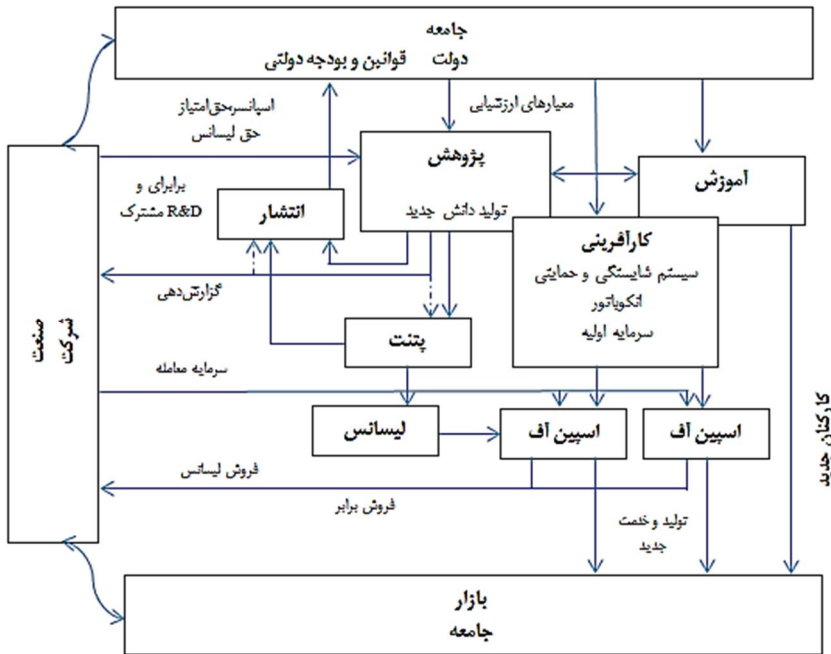 جامعه
دولت قوانین و بودجه دولتی
معیارهای ارزشیابی
اسپانسر،حق‌امتیاز
حق لیسانس
پژوهش
تولید دانش جدید
آموزش
برابرای و
R&D مشترک
انتشار
کارآفرینی
سیستم شایستگی و حمایتی
انکوباتور
سرمایه اولیه
گزارش‌دهی
صنعت
شرکت
پتنت
سرمایه معامله
لیسانس
اسپین آف
اسپین آف
کارکنان جدید
فروش لیسانس
فروش برابر
تولید و خدمت
جدید
بازار
جامعه